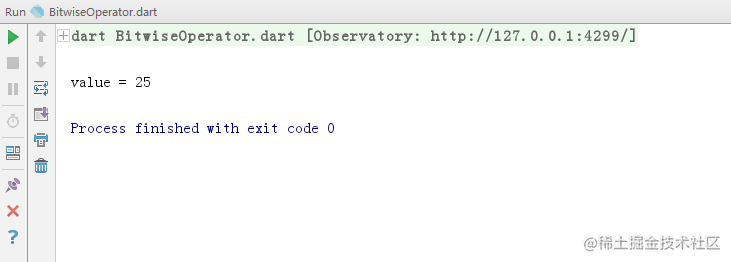 Run BitwiseOperator.dart
dart BitwiseOperator.dart [Observatory: http://127.0.0.1:4299/]
value = 25
Process finished with exit code 0
@稀土掘金技术社区